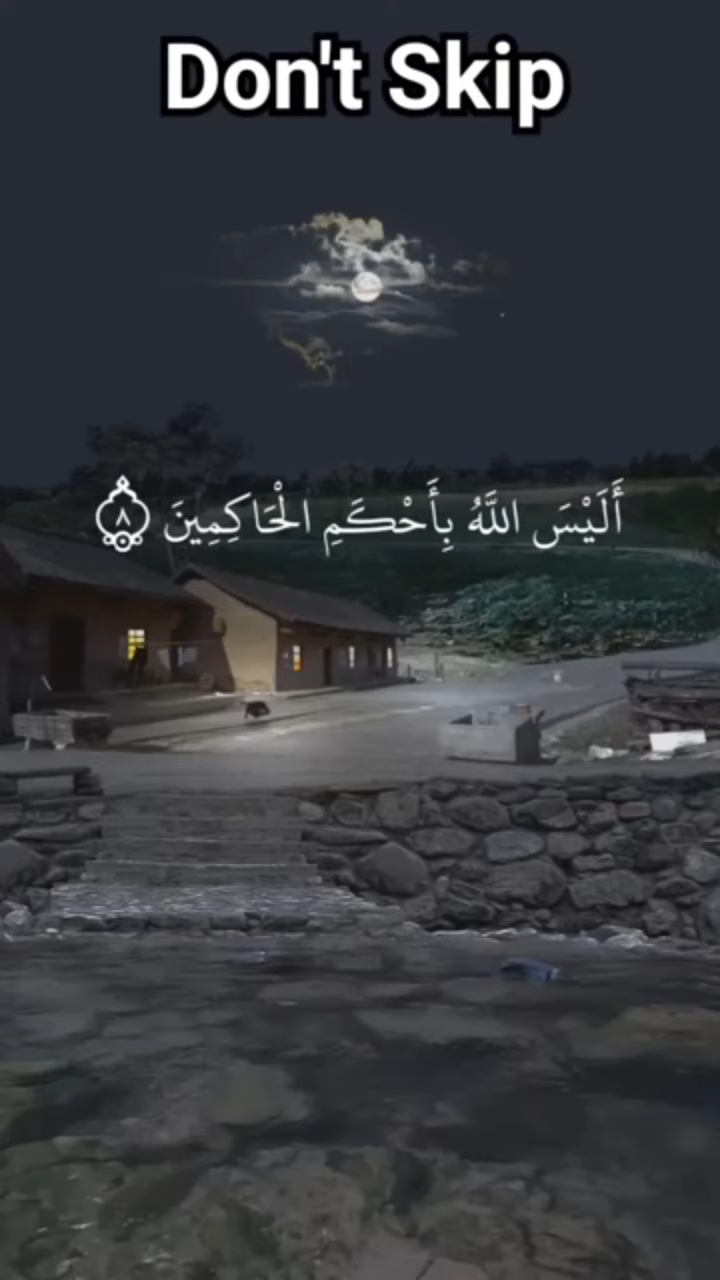 Don't Skip
أَلَيْسَ اللَّهُ بِأَحْكَمِ الْحَاكِمِينَ ٨